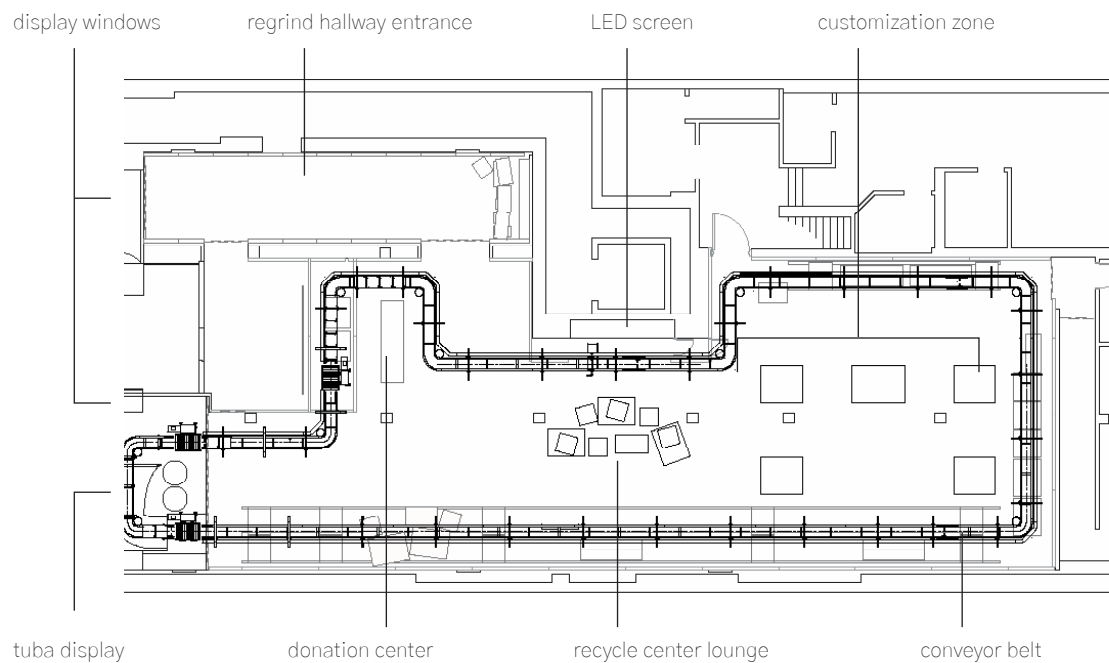 display windows
regrind hallway entrance
LED screen
customization zone
tuba display
donation center
recycle center lounge
conveyor belt